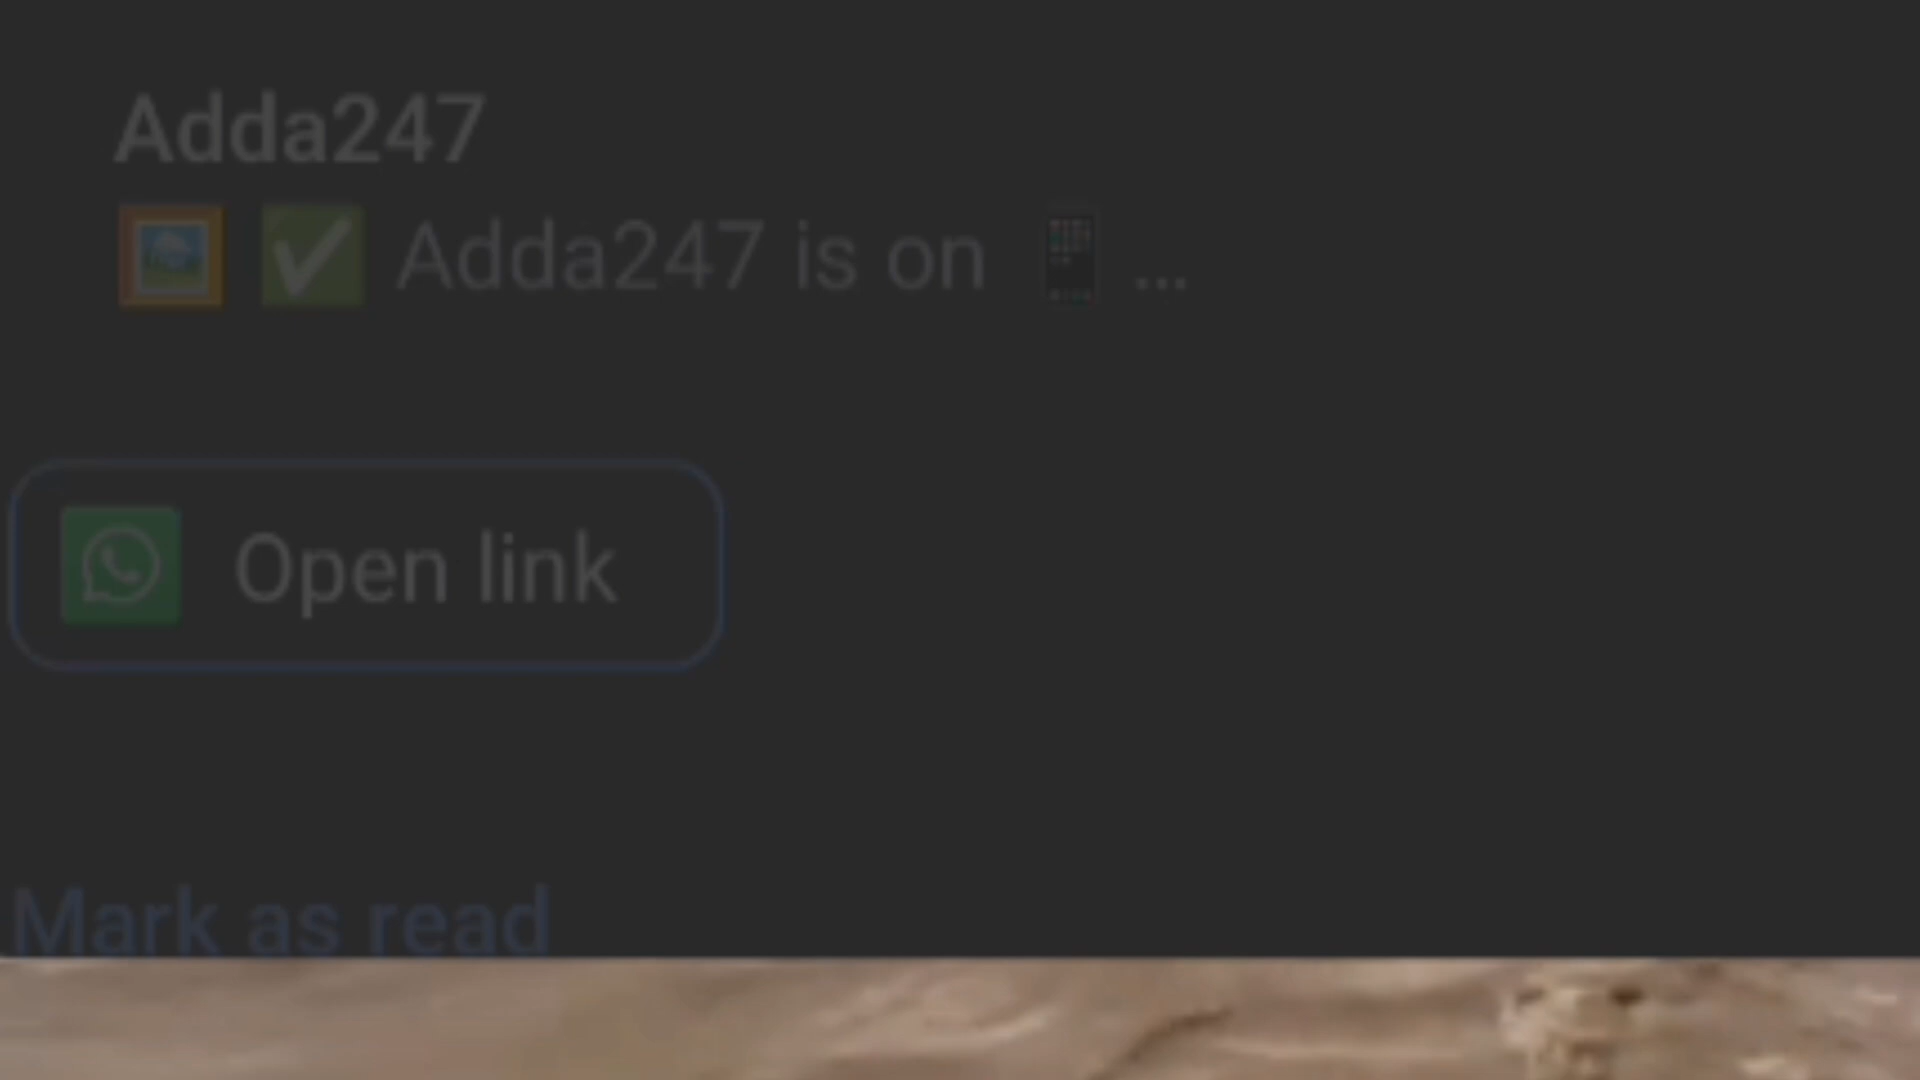 Adda247
🖼️ ✅ Adda247 is on 📱 ...
Open link
Mark as read